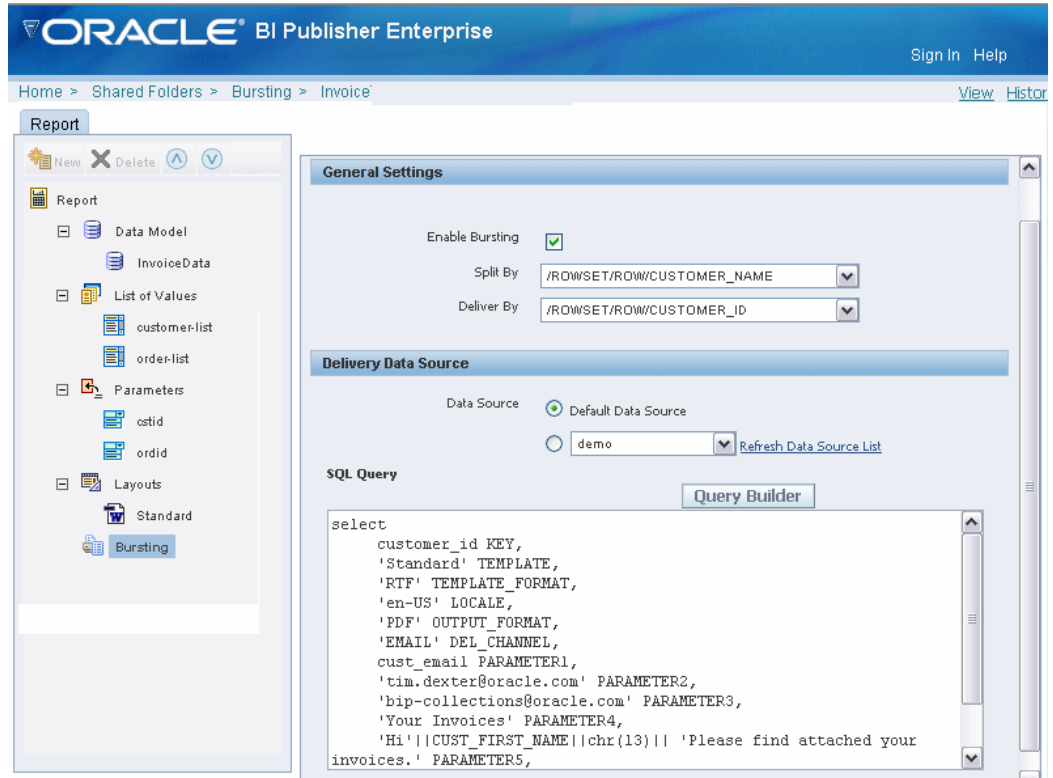 ORACLE® BI Publisher Enterprise
Sign In Help
Home > Shared Folders > Bursting > Invoice
View Histor
Report
New Delete
Report
Data Model
InvoiceData
List of Values
customer-list
order-list
Parameters
cstid
ordid
Layouts
Standard
Bursting
General Settings
Enable Bursting
Split By /ROWSET/ROW/CUSTOMER_NAME
Deliver By /ROWSET/ROW/CUSTOMER_ID
Delivery Data Source
Data Source Default Data Source
demo Refresh Data Source List
SQL Query
Query Builder
select
customer_id KEY,
'Standard' TEMPLATE,
'RTF' TEMPLATE_FORMAT,
'en-US' LOCALE,
'PDF' OUTPUT_FORMAT,
'EMAIL' DEL_CHANNEL,
cust_email PARAMETER1,
'tim.dexter@oracle.com' PARAMETER2,
'bip-collections@oracle.com' PARAMETER3,
'Your Invoices' PARAMETER4,
'Hi'||CUST_FIRST_NAME||chr(13)|| 'Please find attached your
invoices.' PARAMETER5,